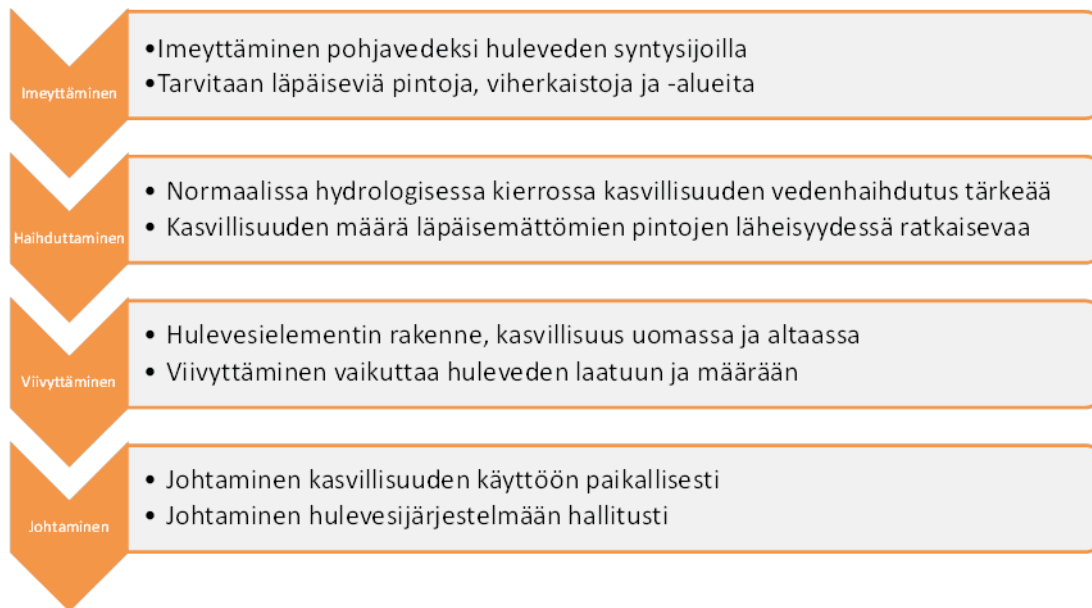 Imeyttäminen
•Imeyttäminen pohjavedeksi huleveden syntysijoilla
•Tarvitaan läpäiseviä pintoja, viherkaistoja ja -alueita
Haihduttaminen
• Normaalissa hydrologisessa kierrossa kasvillisuuden vedenhaihdutus tärkeää
• Kasvillisuuden määrä läpäisemättömien pintojen läheisyydessä ratkaisevaa
Viivyttäminen
• Hulevesielementin rakenne, kasvillisuus uomassa ja altaassa
• Viivyttäminen vaikuttaa huleveden laatuun ja määrään
Johtaminen
• Johtaminen kasvillisuuden käyttöön paikallisesti
• Johtaminen hulevesijärjestelmään hallitusti